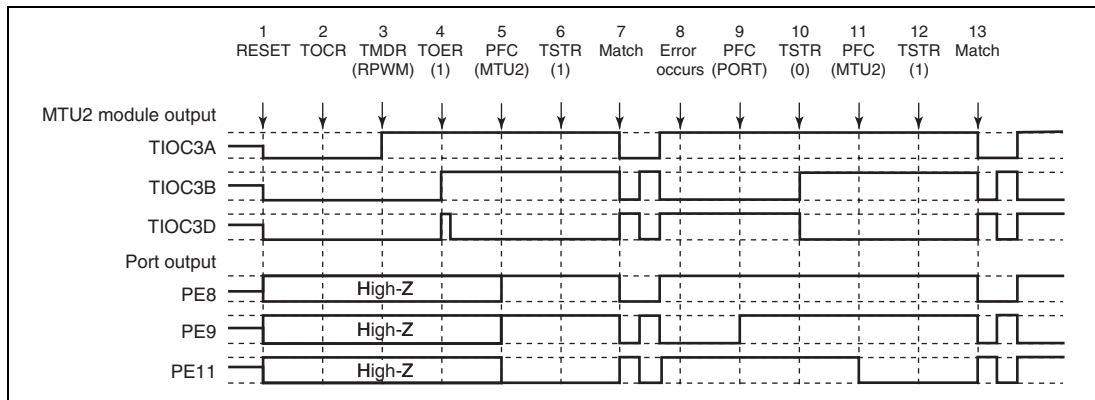 1 2 3 4 5 6 7 8 9 10 11 12 13
RESET TOCR TMDR TOER PFC TSTR Match Error PFC TSTR PFC TSTR Match
(RPWM) (1) (MTU2) (1) occurs (PORT) (0) (MTU2) (1)
MTU2 module output
TIOC3A
TIOC3B
TIOC3D
Port output
PE8 High-Z
PE9 High-Z
PE11 High-Z